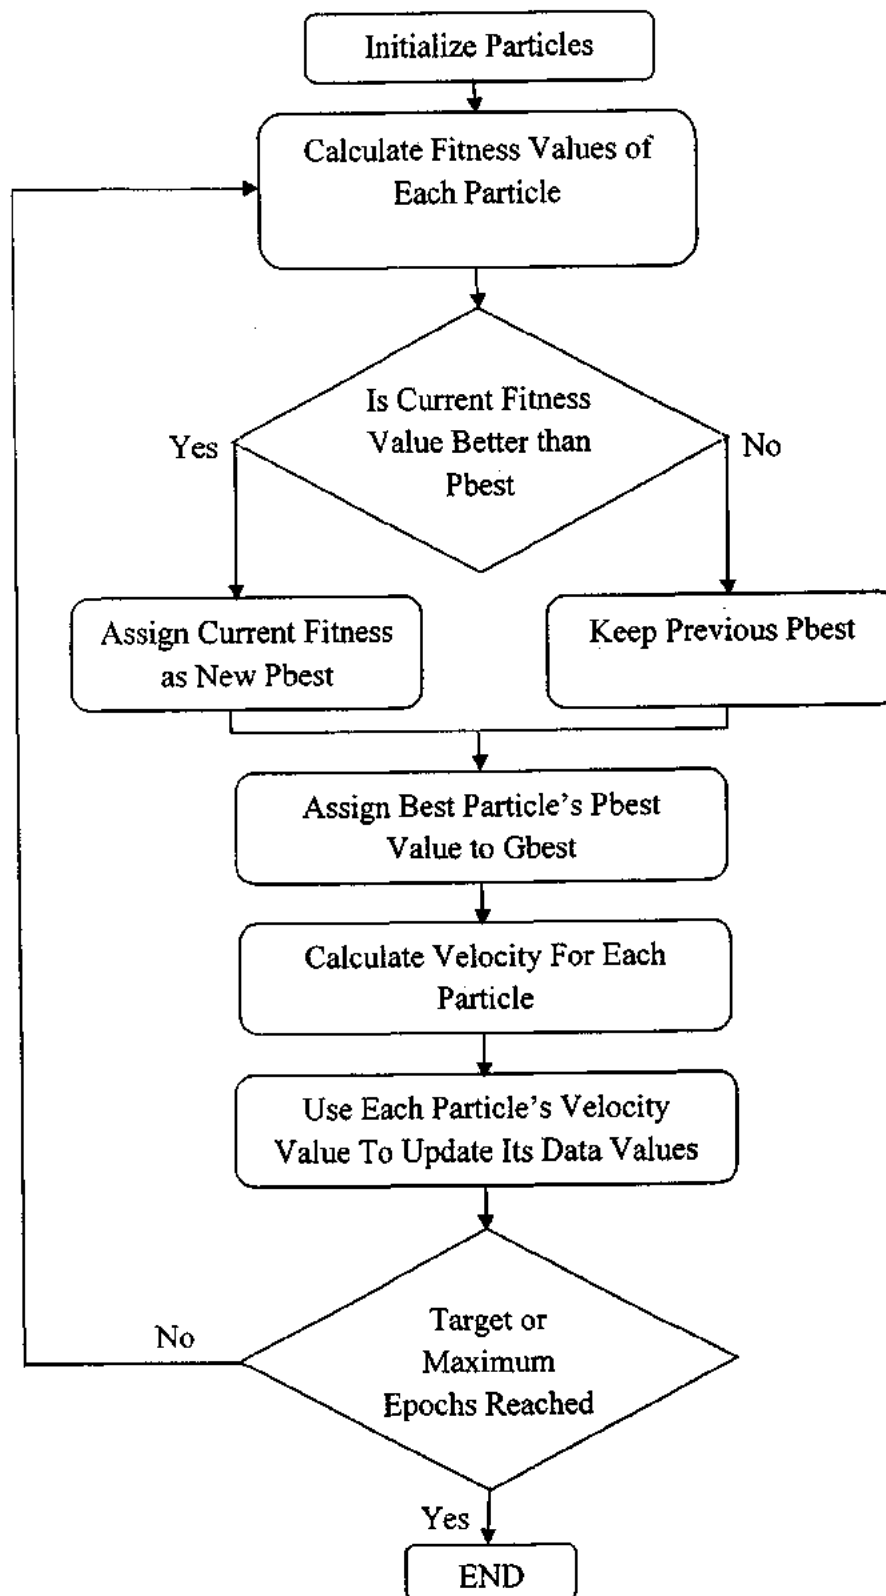 Initialize Particles
Calculate Fitness Values of
Each Particle
Is Current Fitness
Value Better than
Pbest
Yes
No
Assign Current Fitness
as New Pbest
Keep Previous Pbest
Assign Best Particle's Pbest
Value to Gbest
Calculate Velocity For Each
Particle
Use Each Particle's Velocity
Value To Update Its Data Values
No
Target or
Maximum
Epochs Reached
Yes
END